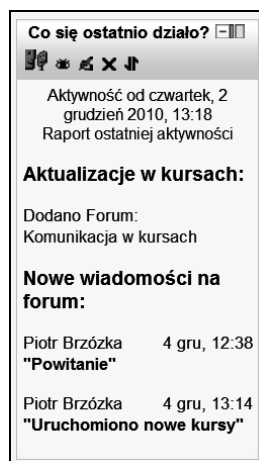 Co się ostatnio działo?
Aktywność od czwartek, 2
grudzień 2010, 13:18
Raport ostatniej aktywności
Aktualizacje w kursach:
Dodano Forum:
Komunikacja w kursach
Nowe wiadomości na
forum:
Piotr Brzózka 4 gru, 12:38
"Powitanie"
Piotr Brzózka 4 gru, 13:14
"Uruchomiono nowe kursy"